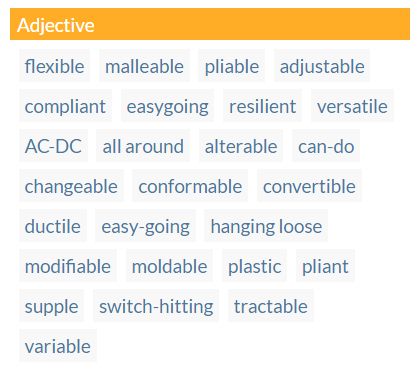 Adjective
flexible malleable pliable adjustable
compliant easygoing resilient versatile
AC-DC all around alterable can-do
changeable conformable convertible
ductile easy-going hanging loose
modifiable moldable plastic pliant
supple switch-hitting tractable
variable